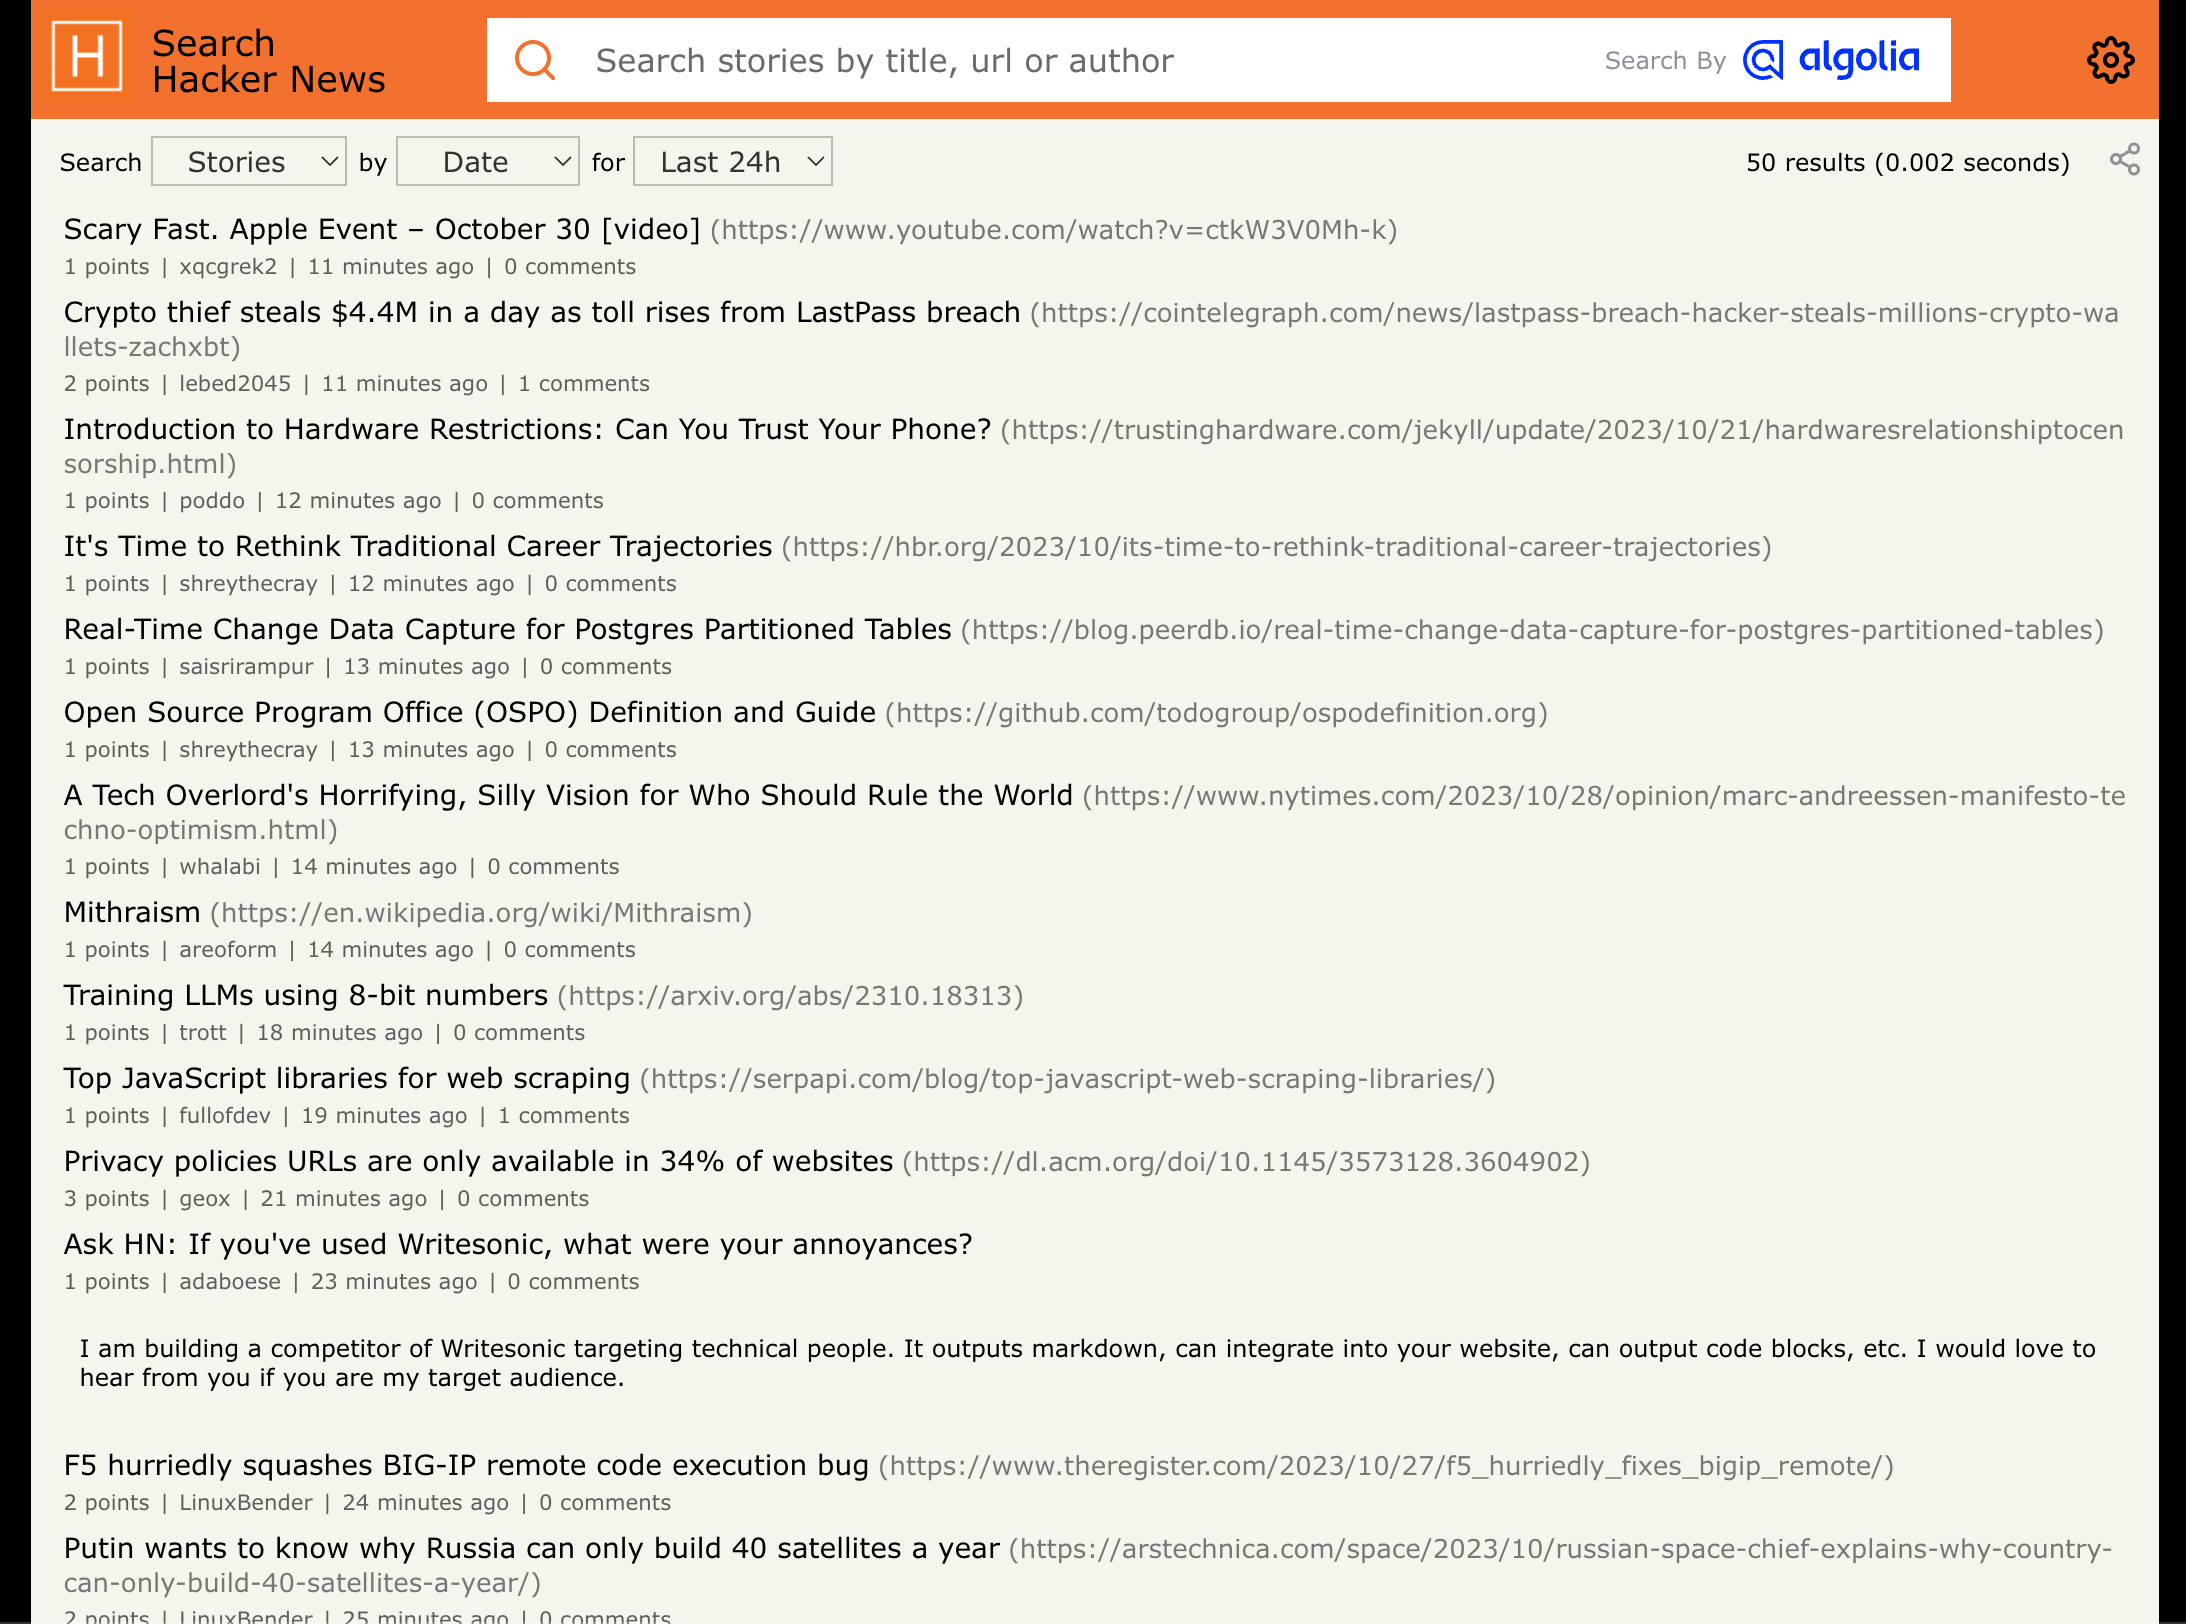 H
Search
Hacker News
Search stories by title, url or author
Search By algolia
Search Stories by Date for Last 24h 50 results (0.002 seconds)
Scary Fast. Apple Event – October 30 [video] (https://www.youtube.com/watch?v=ctkW3V0Mh-k)
1 points | xqcgrek2 | 11 minutes ago | 0 comments
Crypto thief steals $4.4M in a day as toll rises from LastPass breach (https://cointelegraph.com/news/lastpass-breach-hacker-steals-millions-crypto-wa
llets-zachxbt)
2 points | lebed2045 | 11 minutes ago | 1 comments
Introduction to Hardware Restrictions: Can You Trust Your Phone? (https://trustinghardware.com/jekyll/update/2023/10/21/hardwaresrelationshiptocen
sorship.html)
1 points | poddo | 12 minutes ago | 0 comments
It's Time to Rethink Traditional Career Trajectories (https://hbr.org/2023/10/its-time-to-rethink-traditional-career-trajectories)
1 points | shreythecray | 12 minutes ago | 0 comments
Real-Time Change Data Capture for Postgres Partitioned Tables (https://blog.peerdb.io/real-time-change-data-capture-for-postgres-partitioned-tables)
1 points | saisrirampur | 13 minutes ago | 0 comments
Open Source Program Office (OSPO) Definition and Guide (https://github.com/todogroup/ospodefinition.org)
1 points | shreythecray | 13 minutes ago | 0 comments
A Tech Overlord's Horrifying, Silly Vision for Who Should Rule the World (https://www.nytimes.com/2023/10/28/opinion/marc-andreessen-manifesto-te
chno-optimism.html)
1 points | whalabi | 14 minutes ago | 0 comments
Mithraism (https://en.wikipedia.org/wiki/Mithraism)
1 points | areoform | 14 minutes ago | 0 comments
Training LLMs using 8-bit numbers (https://arxiv.org/abs/2310.18313)
1 points | trott | 18 minutes ago | 0 comments
Top JavaScript libraries for web scraping (https://serpapi.com/blog/top-javascript-web-scraping-libraries/)
1 points | fullofdev | 19 minutes ago | 1 comments
Privacy policies URLs are only available in 34% of websites (https://dl.acm.org/doi/10.1145/3573128.3604902)
3 points | geox | 21 minutes ago | 0 comments
Ask HN: If you've used Writesonic, what were your annoyances?
1 points | adaboese | 23 minutes ago | 0 comments
I am building a competitor of Writesonic targeting technical people. It outputs markdown, can integrate into your website, can output code blocks, etc. I would love to
hear from you if you are my target audience.
F5 hurriedly squashes BIG-IP remote code execution bug (https://www.theregister.com/2023/10/27/f5_hurriedly_fixes_bigip_remote/)
2 points | LinuxBender | 24 minutes ago | 0 comments
Putin wants to know why Russia can only build 40 satellites a year (https://arstechnica.com/space/2023/10/russian-space-chief-explains-why-country-
can-only-build-40-satellites-a-year/)
2 points | LinuxBender | 25 minutes ago | 0 comments